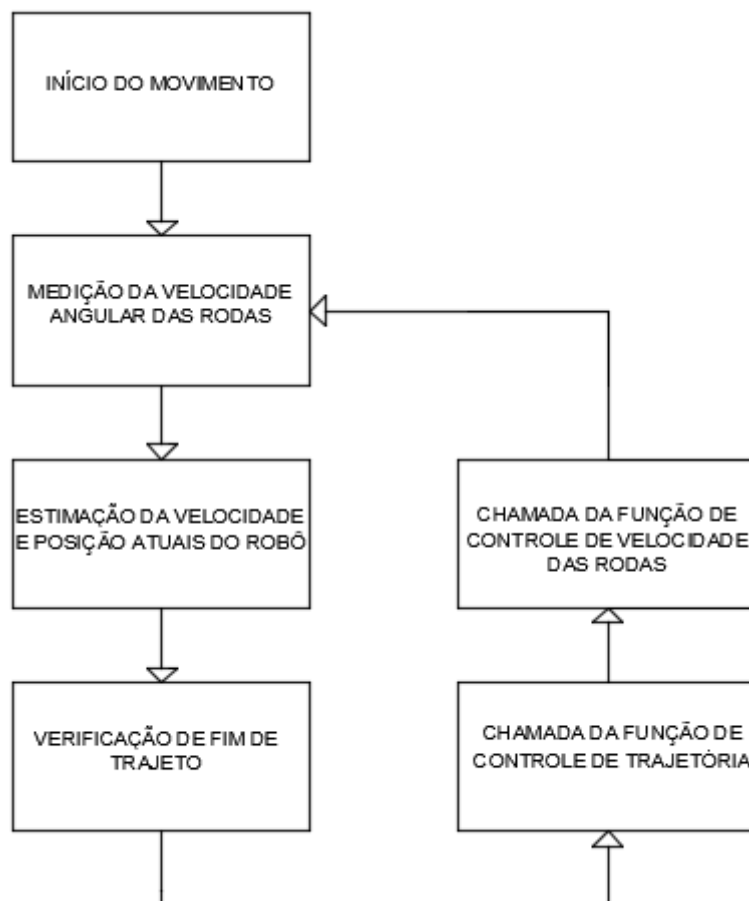 INÍCIO DO MOVIMENTO
MEDIÇÃO DA VELOCIDADE
ANGULAR DAS RODAS
ESTIMAÇÃO DA VELOCIDADE
E POSIÇÃO ATUAIS DO ROBÔ
VERIFICAÇÃO DE FIM DE
TRAJETO
CHAMADA DA FUNÇÃO DE
CONTROLE DE VELOCIDADE
DAS RODAS
CHAMADA DA FUNÇÃO DE
CONTROLE DE TRAJETÓRIA